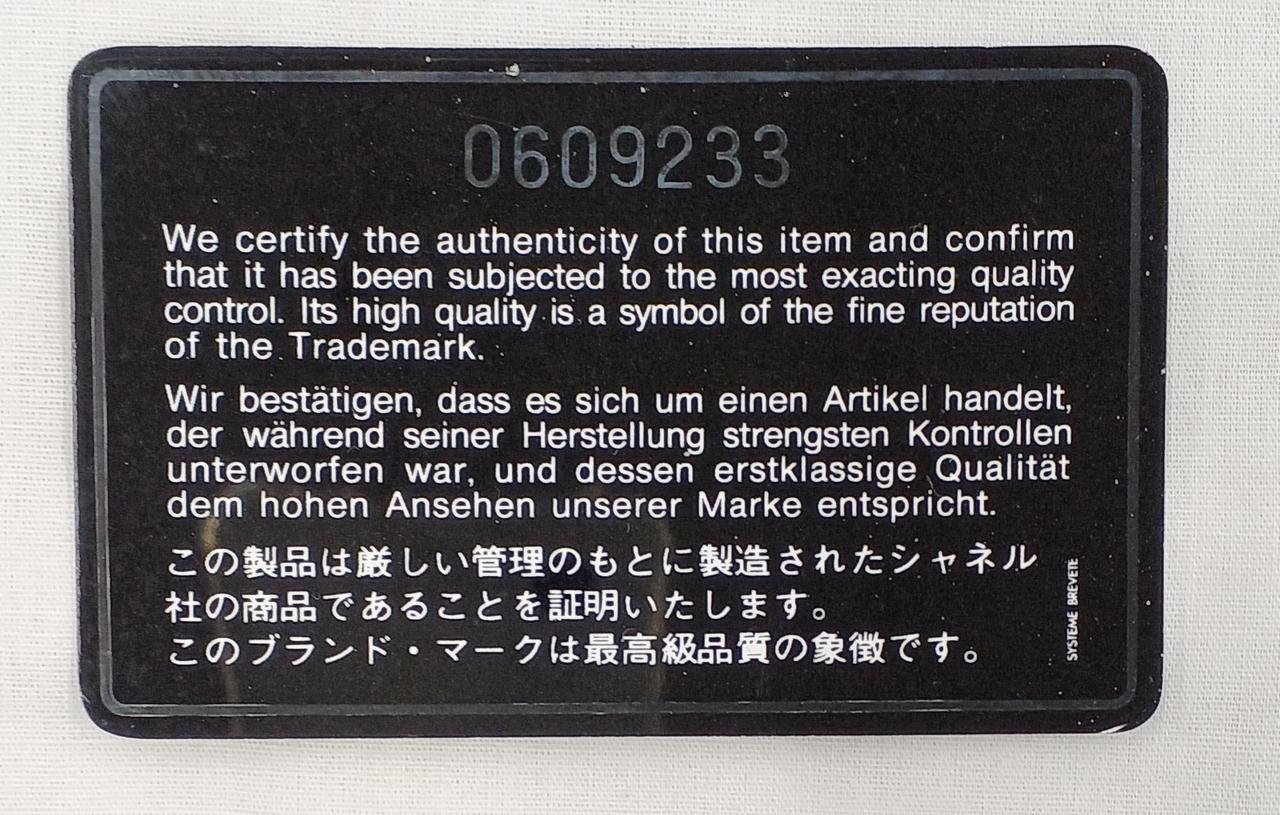 0609233
We certify the authenticity of this item and confirm
that it has been subjected to the most exacting quality
control. Its high quality is a symbol of the fine reputation
of the Trademark.
Wir bestätigen, dass es sich um einen Artikel handelt,
der während seiner Herstellung strengsten Kontrollen
unterworfen war, und dessen erstklassige Qualität
dem hohen Ansehen unserer Marke entspricht.
この製品は厳しい管理のもとに製造されたシャネル
社の商品であることを証明いたします。
このブランド・マークは最高級品質の象徴です。
SYSTEME BREVETE